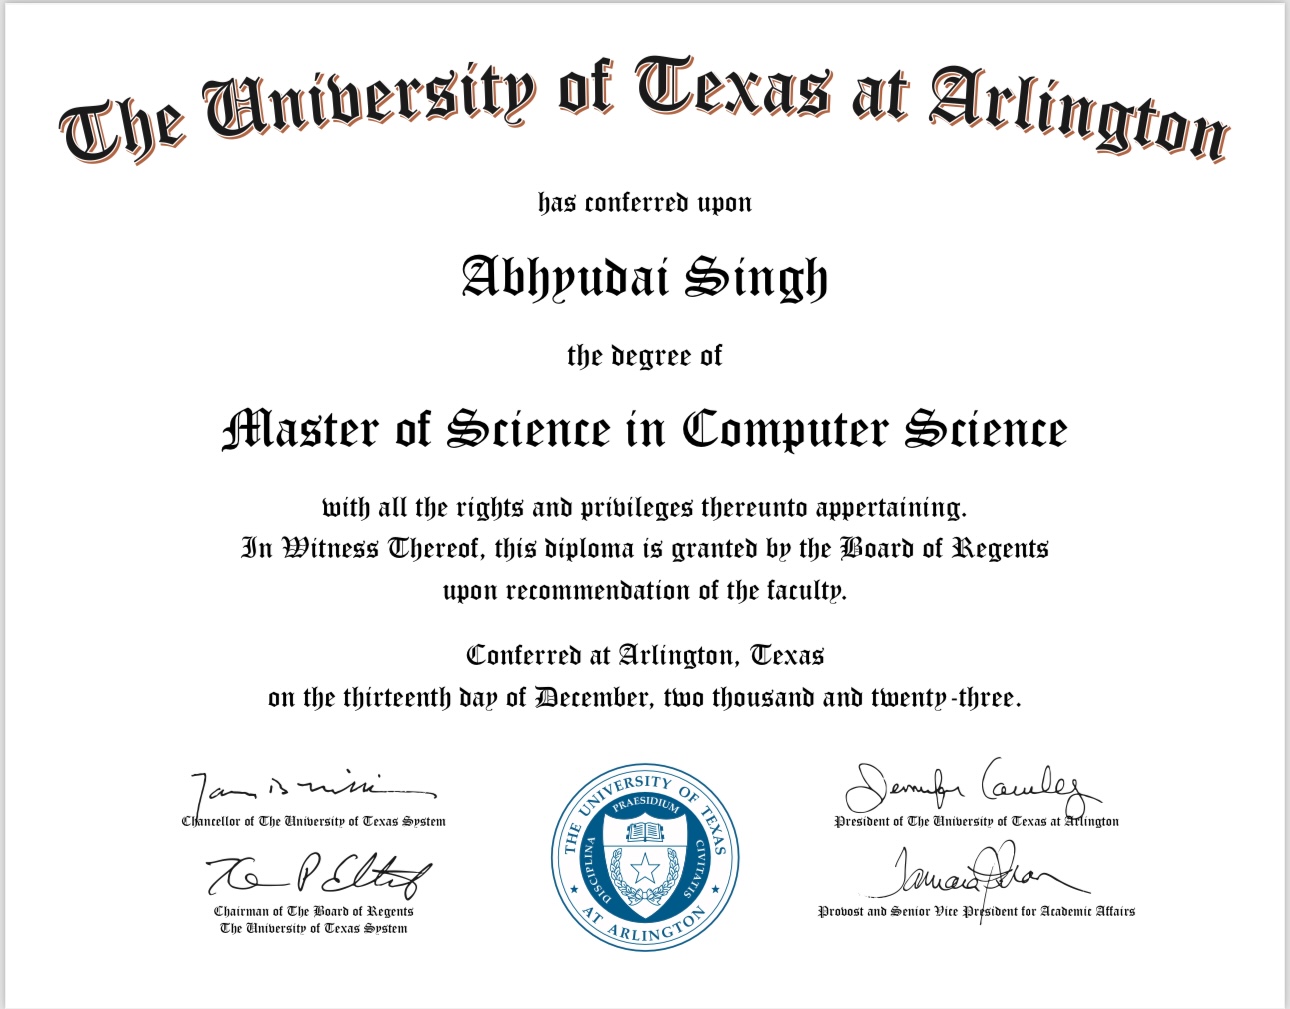 The University of Texas at Arlington
has conferred upon
Abhyudai Singh
the degree of
Master of Science in Computer Science
with all the rights and privileges thereunto appertaining.
In Witness Thereof, this diploma is granted by the Board of Regents
upon recommendation of the faculty.
Conferred at Arlington, Texas
on the thirteenth day of December, two thousand and twenty-three.
Chancellor of The University of Texas System
Chairman of The Board of Regents
The University of Texas System
THE UNIVERSITY OF TEXAS
AT ARLINGTON
PRAESIDIUM
DISCIPLINA
CIVITATIS
Jennifer Cowley
President of The University of Texas at Arlington
Provost and Senior Vice President for Academic Affairs